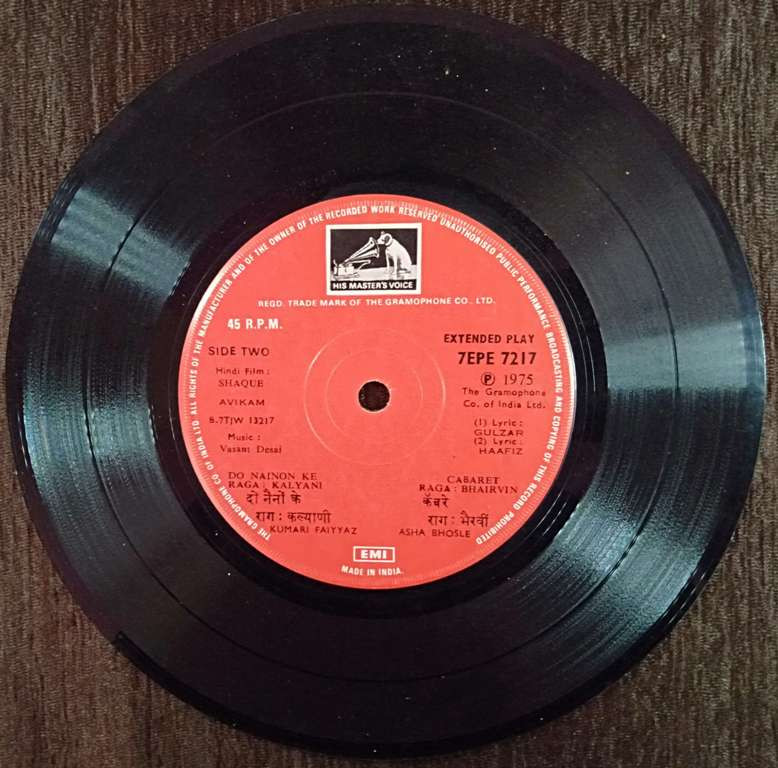 THE GRAMOPHONE CO. OF INDIA LTD. ALL RIGHTS OF THE MANUFACTURER AND OF THE OWNER OF THE RECORDED WORK RESERVED UNAUTHORISED PUBLIC PERFORMANCE BROADCASTING AND COPYING OF THIS RECORD PROHIBITED
HIS MASTER'S VOICE
REGD. TRADE MARK OF THE GRAMOPHONE CO., LTD.
45 R.P.M.
EXTENDED PLAY
7EPE 7217
SIDE TWO
Ⓟ 1975
The Gramophone
Co. of India Ltd.
Hindi Film :
SHAQUE
AVIKAM
S.7TJW 13217
Music :
Vasant Desai
(1) Lyric :
GULZAR
(2) Lyric :
HAAFIZ
DO NAINON KE
RAGA: KALYANI
दो नैनों के
राग: कल्याणी
KUMARI FAIYYAZ
CABARET
RAGA: BHAIRVIN
कॅबरे
राग: भैरवीं
ASHA BHOSLE
EMI
MADE IN INDIA.